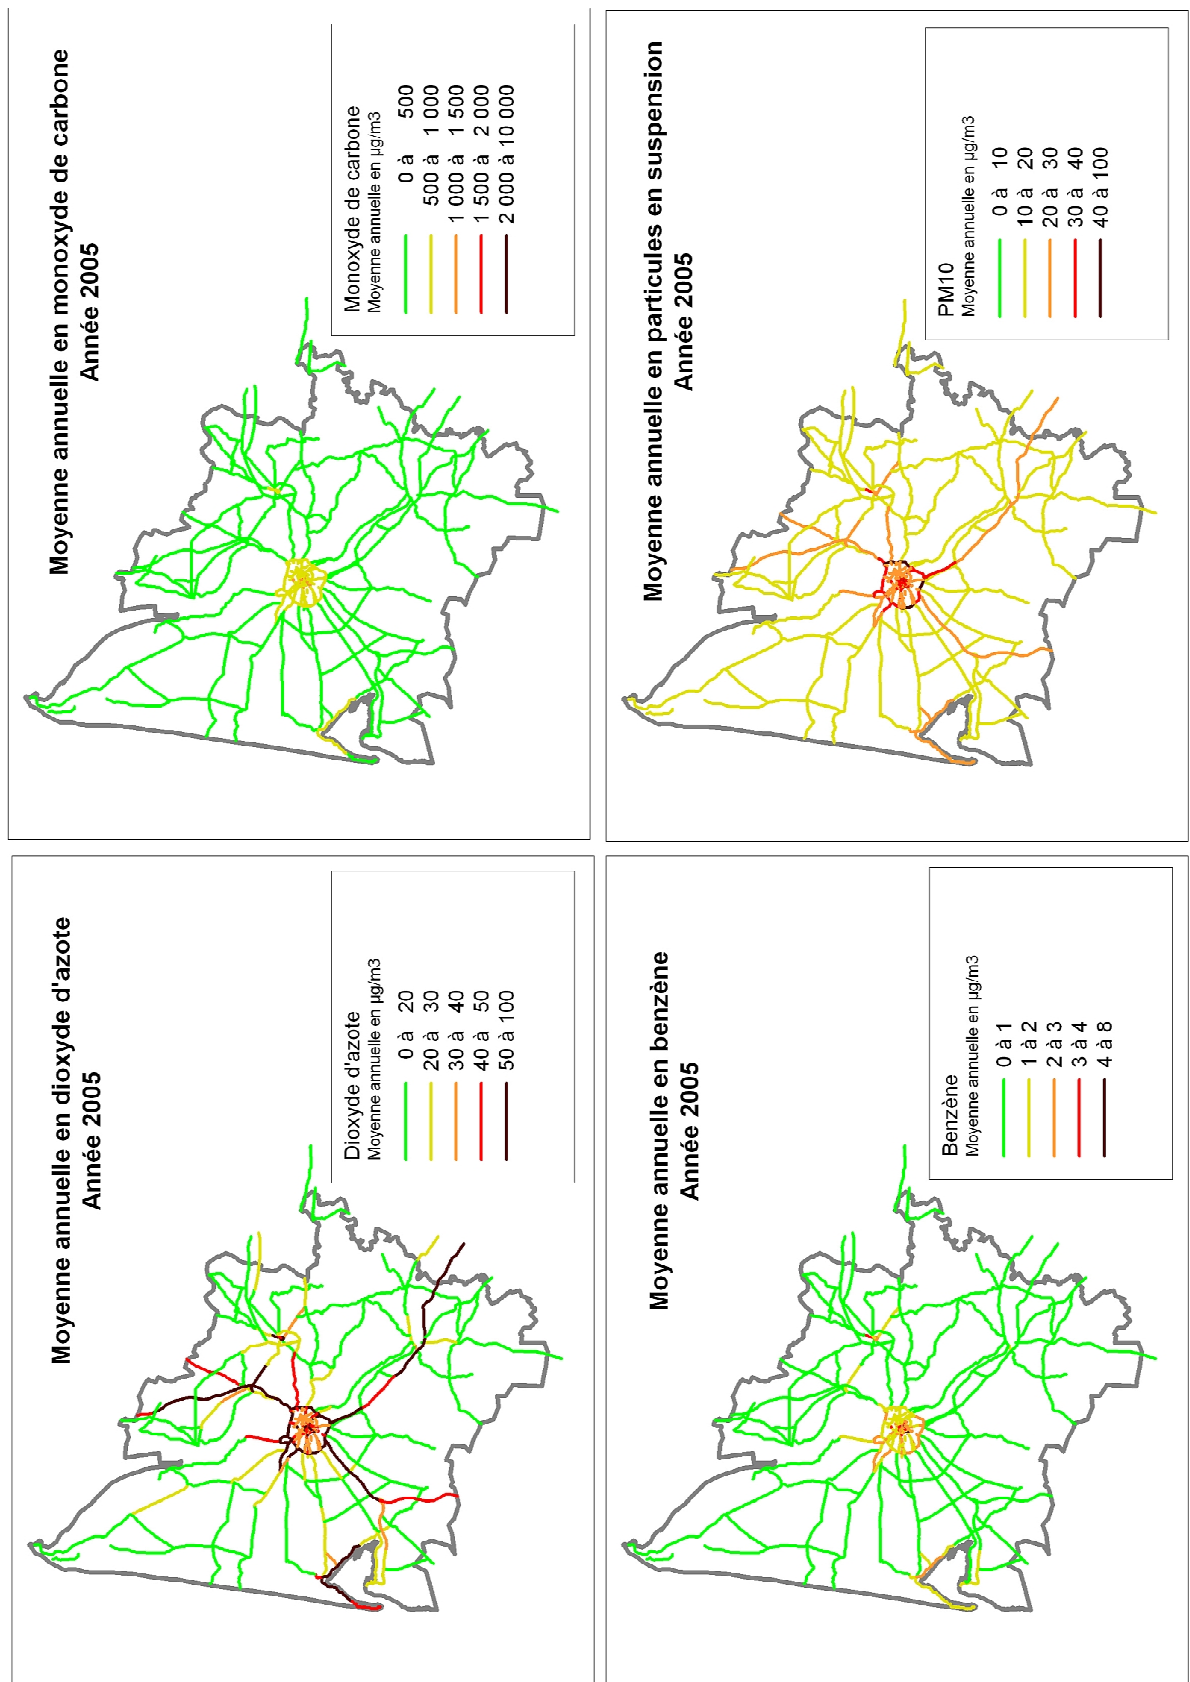 Moyenne annuelle en dioxyde d'azote
Année 2005
Dioxyde d'azote
Moyenne annuelle en µg/m3
0 à 20
20 à 30
30 à 40
40 à 50
50 à 100
Moyenne annuelle en monoxyde de carbone
Année 2005
Monoxyde de carbone
Moyenne annuelle en µg/m3
0 à 500
500 à 1 000
1 000 à 1 500
1 500 à 2 000
2 000 à 10 000
Moyenne annuelle en benzène
Année 2005
Benzène
Moyenne annuelle en µg/m3
0 à 1
1 à 2
2 à 3
3 à 4
4 à 8
Moyenne annuelle en particules en suspension
Année 2005
PM10
Moyenne annuelle en µg/m3
0 à 10
10 à 20
20 à 30
30 à 40
40 à 100